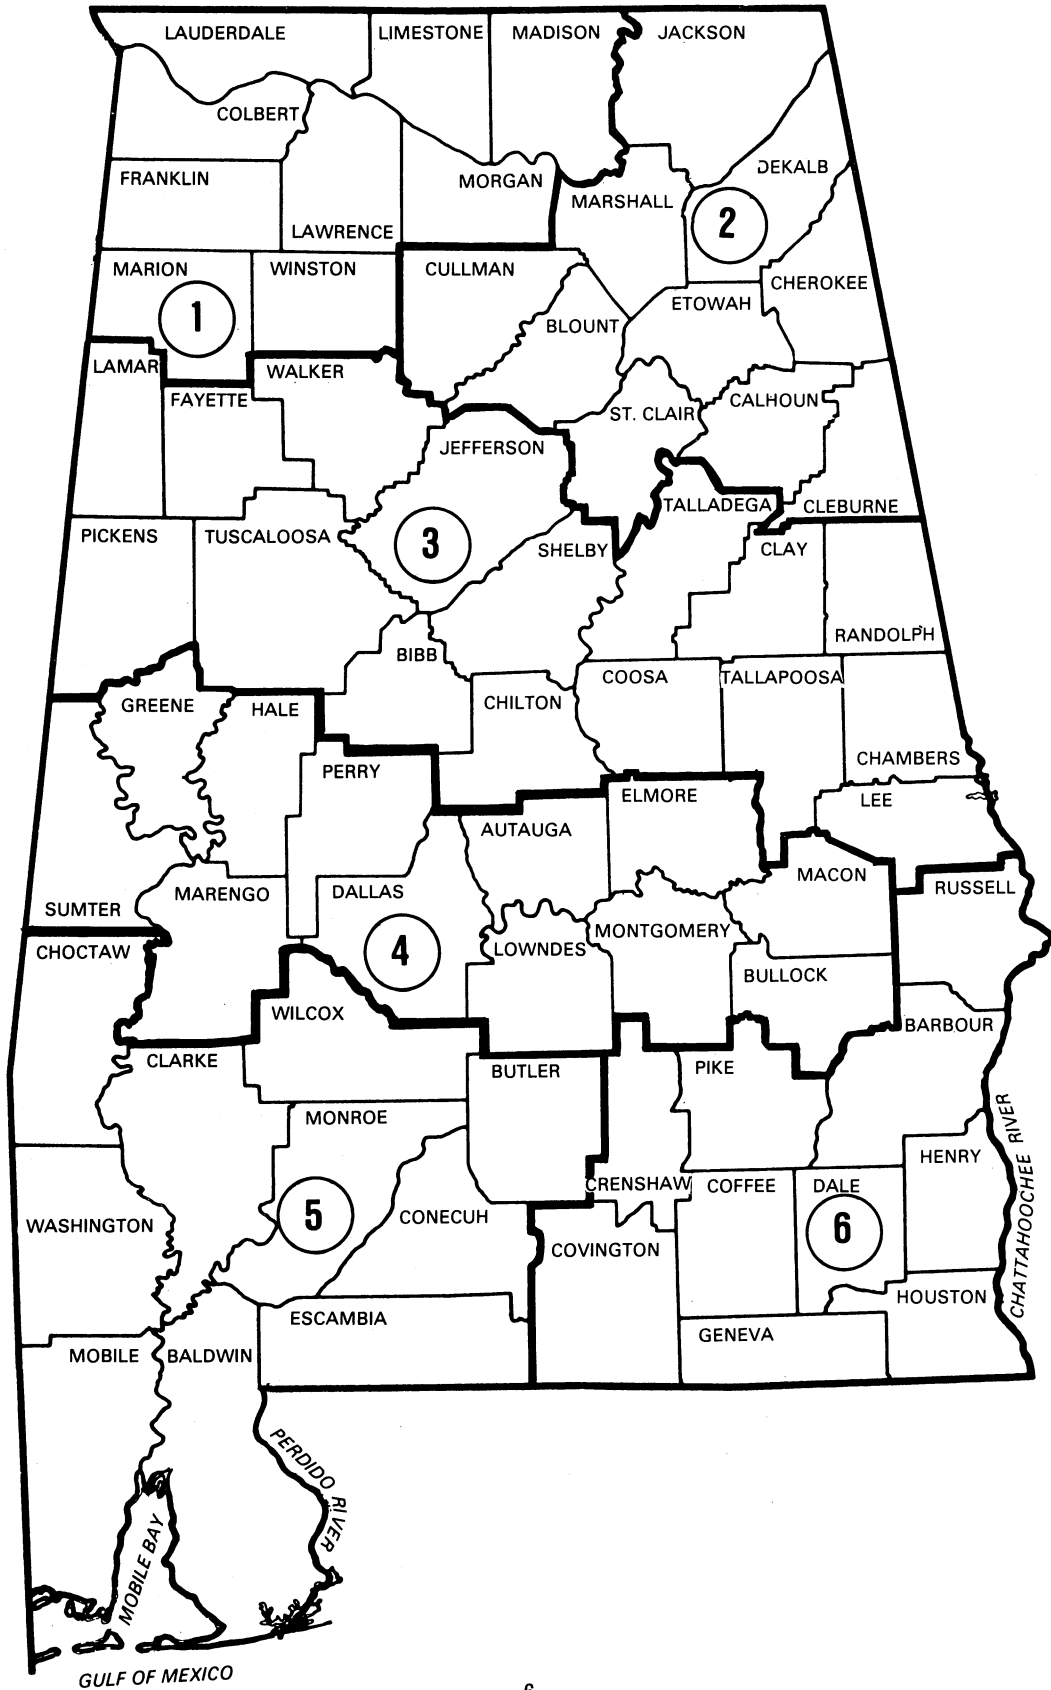 LAUDERDALE
LIMESTONE
MADISON
JACKSON
COLBERT
FRANKLIN
LAWRENCE
MORGAN
MARSHALL
DEKALB
2
MARION
WINSTON
CULLMAN
CHEROKEE
1
BLOUNT
ETOWAH
LAMAR
WALKER
FAYETTE
JEFFERSON
ST. CLAIR
CALHOUN
TALLADEGA
CLEBURNE
PICKENS
TUSCALOOSA
3
SHELBY
CLAY
RANDOLPH
BIBB
COOSA
TALLAPOOSA
GREENE
HALE
CHILTON
PERRY
CHAMBERS
ELMORE
LEE
AUTAUGA
MACON
RUSSELL
MARENGO
DALLAS
SUMTER
MONTGOMERY
CHOCTAW
4
LOWNDES
BULLOCK
WILCOX
BARBOUR
CLARKE
BUTLER
PIKE
MONROE
CHATTAHOOCHEE RIVER
HENRY
CRENSHAW
COFFEE
DALE
WASHINGTON
5
CONECUH
6
COVINGTON
HOUSTON
ESCAMBIA
GENEVA
MOBILE
BALDWIN
PERDIDO RIVER
MOBILE BAY
GULF OF MEXICO